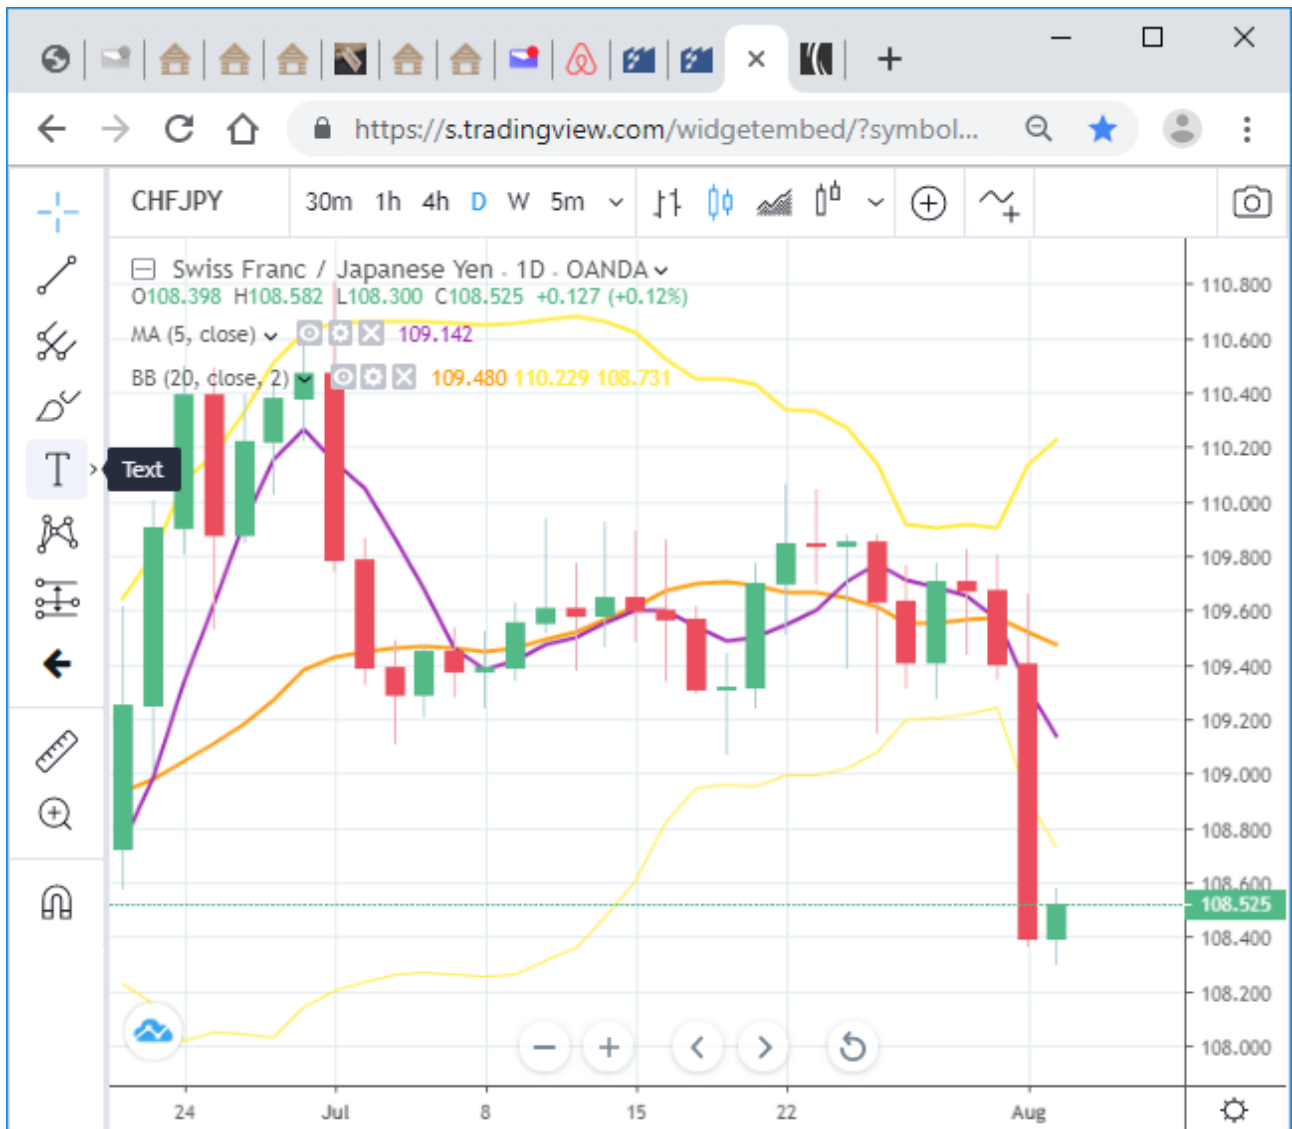 https://s.tradingview.com/widgetembed/?symbol...
CHFJPY 30m 1h 4h D W 5m
Swiss Franc / Japanese Yen 1D OANDA
O108.398 H108.582 L108.300 C108.525 +0.127 (+0.12%)
MA (5, close) 109.142
BB (20, close, 2) 109.480 110.229 108.731
T
Text
110.800
110.600
110.400
110.200
110.000
109.800
109.600
109.400
109.200
109.000
108.800
108.600
108.525
108.400
108.200
108.000
24 Jul 8 15 22 Aug